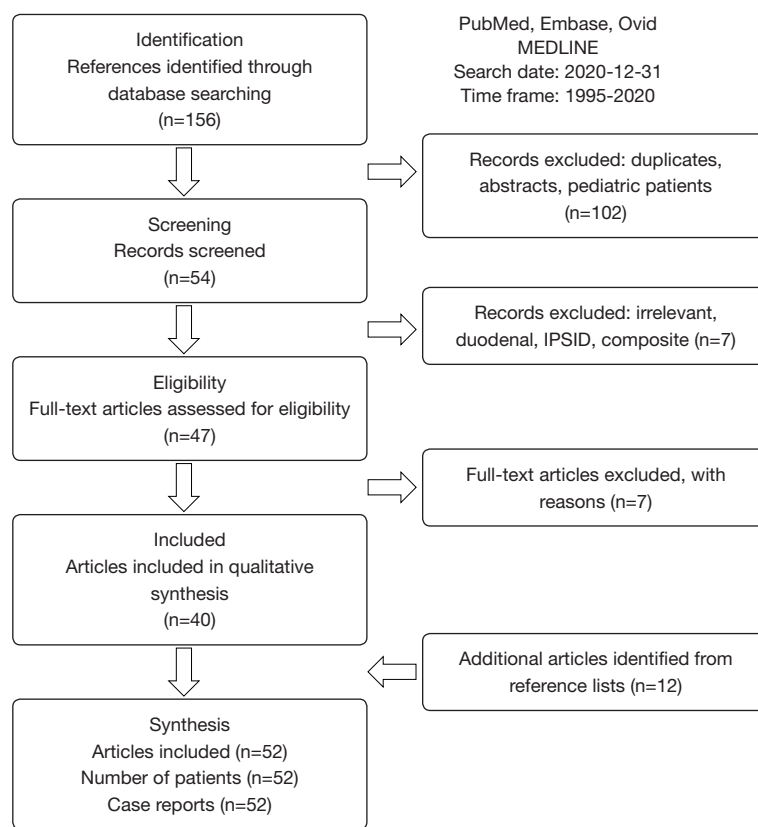 Identification
References identified through
database searching
(n=156)
PubMed, Embase, Ovid
MEDLINE
Search date: 2020-12-31
Time frame: 1995-2020
Records excluded: duplicates,
abstracts, pediatric patients
(n=102)
Screening
Records screened
(n=54)
Records excluded: irrelevant,
duodenal, IPSID, composite (n=7)
Eligibility
Full-text articles assessed for eligibility
(n=47)
Full-text articles excluded, with
reasons (n=7)
Included
Articles included in qualitative
synthesis
(n=40)
Additional articles identified from
reference lists (n=12)
Synthesis
Articles included (n=52)
Number of patients (n=52)
Case reports (n=52)